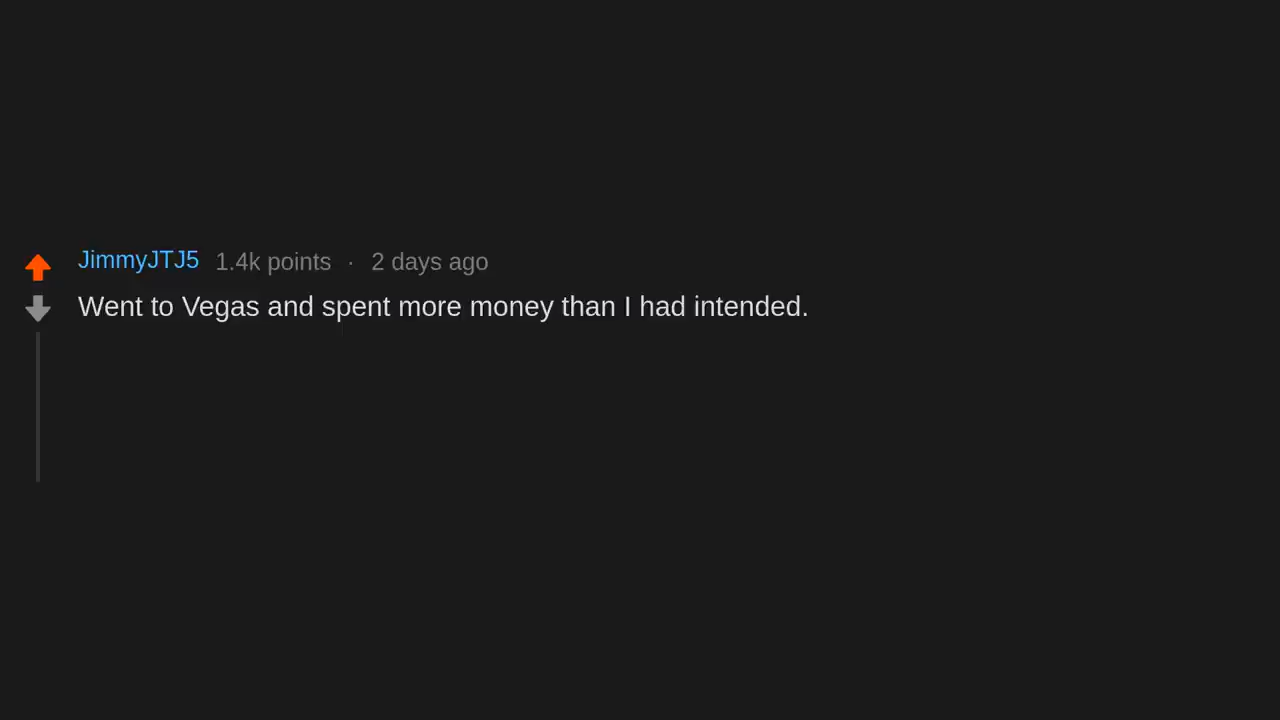 JimmyJTJ5 1.4k points · 2 days ago
Went to Vegas and spent more money than I had intended.